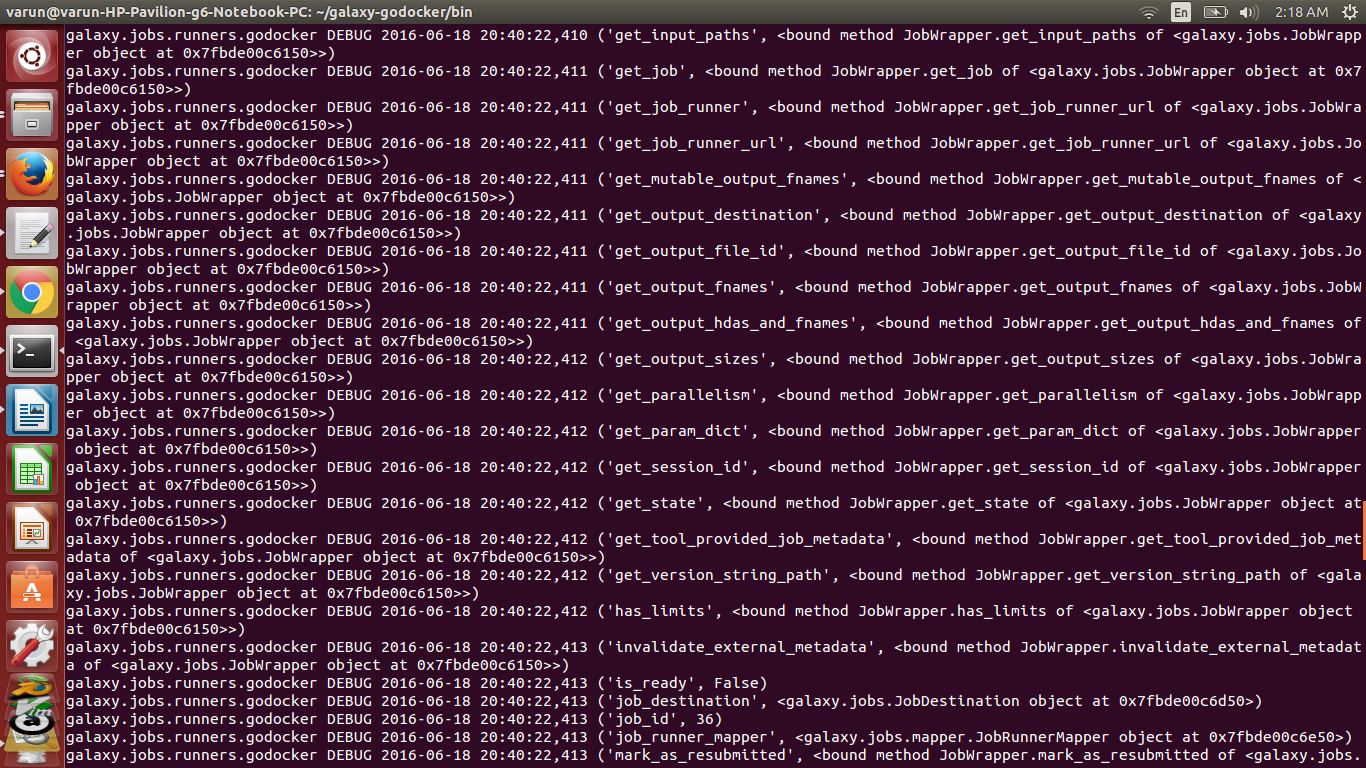 varun@varun-HP-Pavilion-g6-Notebook-PC: ~/galaxy-godocker/bin
En
2:18 AM
galaxy.jobs.runners.godocker DEBUG 2016-06-18 20:40:22,410 ('get_input_paths', <bound method JobWrapper.get_input_paths of <galaxy.jobs.JobWrapp
er object at 0x7fbde00c6150>>)
galaxy.jobs.runners.godocker DEBUG 2016-06-18 20:40:22,411 ('get_job', <bound method JobWrapper.get_job of <galaxy.jobs.JobWrapper object at 0x7
fbde00c6150>>)
galaxy.jobs.runners.godocker DEBUG 2016-06-18 20:40:22,411 ('get_job_runner', <bound method JobWrapper.get_job_runner_url of <galaxy.jobs.JobWra
pper object at 0x7fbde00c6150>>)
galaxy.jobs.runners.godocker DEBUG 2016-06-18 20:40:22,411 ('get_job_runner_url', <bound method JobWrapper.get_job_runner_url of <galaxy.jobs.Jo
bWrapper object at 0x7fbde00c6150>>)
galaxy.jobs.runners.godocker DEBUG 2016-06-18 20:40:22,411 ('get_mutable_output_fnames', <bound method JobWrapper.get_mutable_output_fnames of <
galaxy.jobs.JobWrapper object at 0x7fbde00c6150>>)
galaxy.jobs.runners.godocker DEBUG 2016-06-18 20:40:22,411 ('get_output_destination', <bound method JobWrapper.get_output_destination of <galaxy
.jobs.JobWrapper object at 0x7fbde00c6150>>)
galaxy.jobs.runners.godocker DEBUG 2016-06-18 20:40:22,411 ('get_output_file_id', <bound method JobWrapper.get_output_file_id of <galaxy.jobs.Jo
bWrapper object at 0x7fbde00c6150>>)
galaxy.jobs.runners.godocker DEBUG 2016-06-18 20:40:22,411 ('get_output_fnames', <bound method JobWrapper.get_output_fnames of <galaxy.jobs.JobW
rapper object at 0x7fbde00c6150>>)
galaxy.jobs.runners.godocker DEBUG 2016-06-18 20:40:22,411 ('get_output_hdas_and_fnames', <bound method JobWrapper.get_output_hdas_and_fnames of
<galaxy.jobs.JobWrapper object at 0x7fbde00c6150>>)
galaxy.jobs.runners.godocker DEBUG 2016-06-18 20:40:22,412 ('get_output_sizes', <bound method JobWrapper.get_output_sizes of <galaxy.jobs.JobWra
pper object at 0x7fbde00c6150>>)
galaxy.jobs.runners.godocker DEBUG 2016-06-18 20:40:22,412 ('get_parallelism', <bound method JobWrapper.get_parallelism of <galaxy.jobs.JobWrapp
er object at 0x7fbde00c6150>>)
galaxy.jobs.runners.godocker DEBUG 2016-06-18 20:40:22,412 ('get_param_dict', <bound method JobWrapper.get_param_dict of <galaxy.jobs.JobWrapper
object at 0x7fbde00c6150>>)
galaxy.jobs.runners.godocker DEBUG 2016-06-18 20:40:22,412 ('get_session_id', <bound method JobWrapper.get_session_id of <galaxy.jobs.JobWrapper
object at 0x7fbde00c6150>>)
galaxy.jobs.runners.godocker DEBUG 2016-06-18 20:40:22,412 ('get_state', <bound method JobWrapper.get_state of <galaxy.jobs.JobWrapper object at
0x7fbde00c6150>>)
galaxy.jobs.runners.godocker DEBUG 2016-06-18 20:40:22,412 ('get_tool_provided_job_metadata', <bound method JobWrapper.get_tool_provided_job_met
adata of <galaxy.jobs.JobWrapper object at 0x7fbde00c6150>>)
galaxy.jobs.runners.godocker DEBUG 2016-06-18 20:40:22,412 ('get_version_string_path', <bound method JobWrapper.get_version_string_path of <gala
xy.jobs.JobWrapper object at 0x7fbde00c6150>>)
galaxy.jobs.runners.godocker DEBUG 2016-06-18 20:40:22,412 ('has_limits', <bound method JobWrapper.has_limits of <galaxy.jobs.JobWrapper object
at 0x7fbde00c6150>>)
galaxy.jobs.runners.godocker DEBUG 2016-06-18 20:40:22,413 ('invalidate_external_metadata', <bound method JobWrapper.invalidate_external_metadat
a of <galaxy.jobs.JobWrapper object at 0x7fbde00c6150>>)
galaxy.jobs.runners.godocker DEBUG 2016-06-18 20:40:22,413 ('is_ready', False)
galaxy.jobs.runners.godocker DEBUG 2016-06-18 20:40:22,413 ('job_destination', <galaxy.jobs.JobDestination object at 0x7fbde00c6d50>)
galaxy.jobs.runners.godocker DEBUG 2016-06-18 20:40:22,413 ('job_id', 36)
galaxy.jobs.runners.godocker DEBUG 2016-06-18 20:40:22,413 ('job_runner_mapper', <galaxy.jobs.mapper.JobRunnerMapper object at 0x7fbde00c6e50>)
galaxy.jobs.runners.godocker DEBUG 2016-06-18 20:40:22,413 ('mark_as_resubmitted', <bound method JobWrapper.mark_as_resubmitted of <galaxy.jobs.